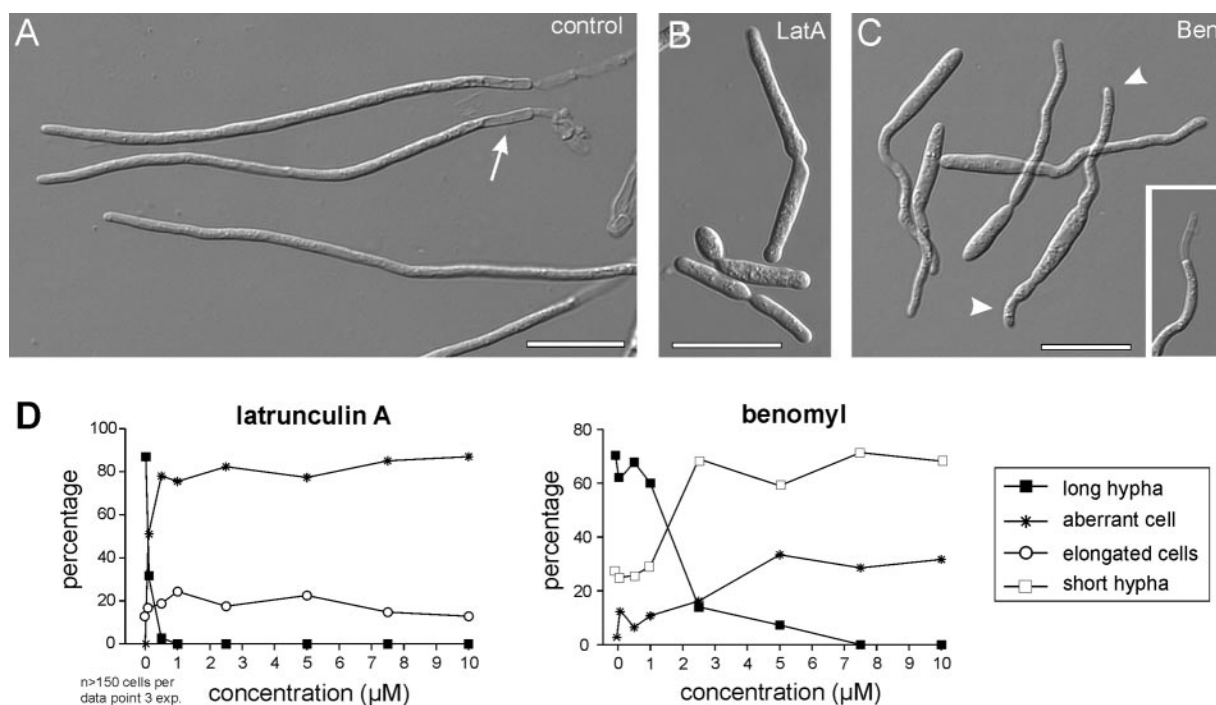 A control
B LatA
C Ben
D
latrunculin A
percentage
100
80
60
40
20
0
0 1 2 3 4 5 6 7 8 9 10
n>150 cells per
data point 3 exp.
concentration (µM)
benomyl
percentage
80
60
40
20
0
0 1 2 3 4 5 6 7 8 9 10
concentration (µM)
long hypha
aberrant cell
elongated cells
short hypha